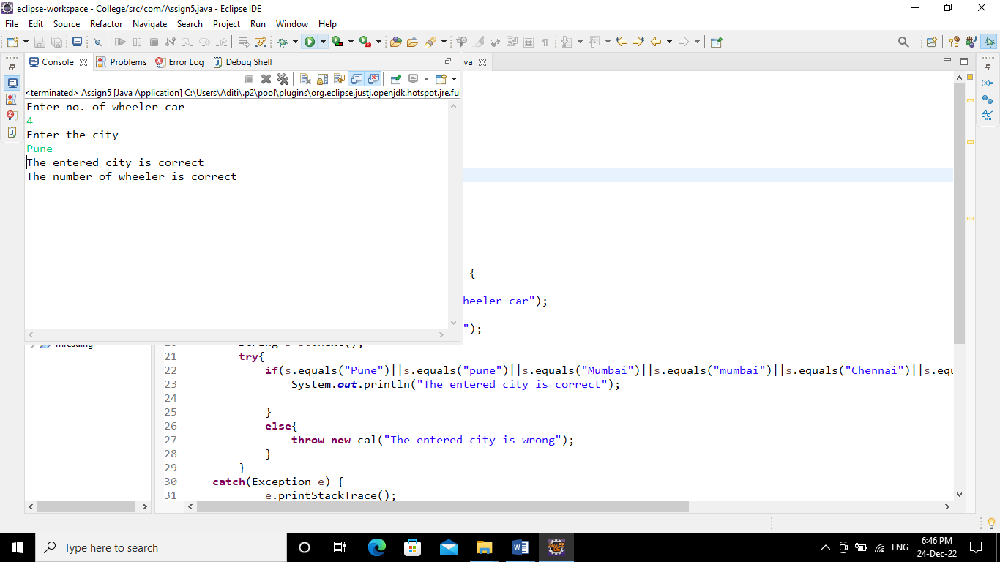 eclipse-workspace - College/src/com/Assign5.java - Eclipse IDE
File Edit Source Refactor Navigate Search Project Run Window Help
Console Problems Error Log Debug Shell
va
<terminated> Assign5 [Java Application] C:\Users\Aditi\.p2\pool\plugins\org.eclipse.justj.openjdk.hotspot.jre.fu
Enter no. of wheeler car
4
Enter the city
Pune
The entered city is correct
The number of wheeler is correct
{
heeler car");
");
Threading
20 String s=sc.next();
21 try{
22 if(s.equals("Pune")||s.equals("pune")||s.equals("Mumbai")||s.equals("mumbai")||s.equals("Chennai")||s.equ
23 System.out.println("The entered city is correct");
24
25 }
26 else{
27 throw new cal("The entered city is wrong");
28 }
29 }
30 catch(Exception e) {
31 e.printStackTrace();
Type here to search
ENG
6:46 PM
24-Dec-22